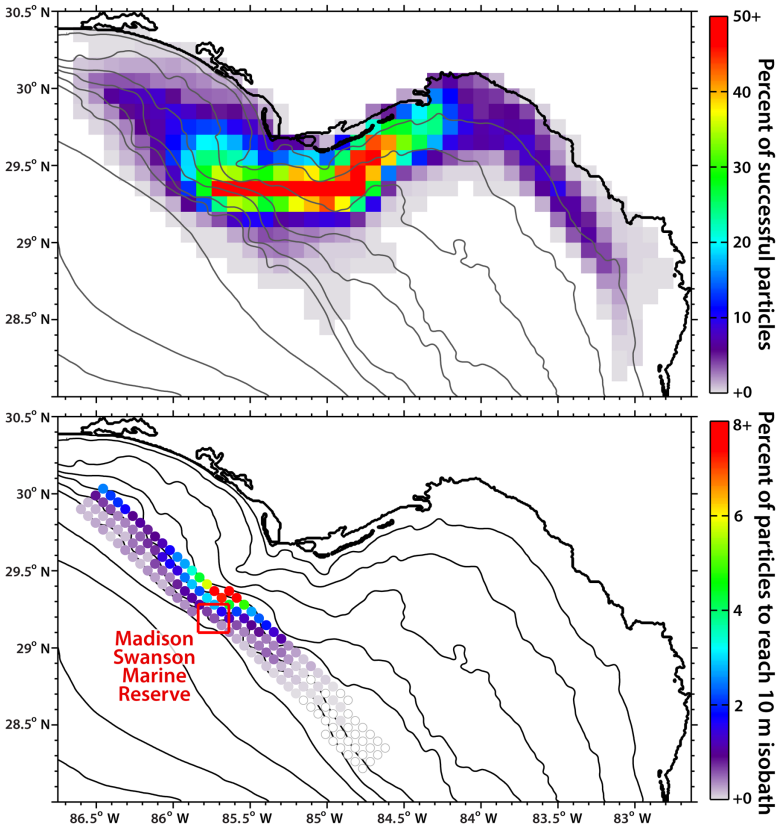 30.5° N
30° N
29.5° N
29° N
28.5° N
50+
40
30
20
10
+0
Percent of successful particles
30.5° N
30° N
29.5° N
29° N
28.5° N
Madison
Swanson
Marine
Reserve
86.5° W
86° W
85.5° W
85° W
84.5° W
84° W
83.5° W
83° W
8+
6
4
2
+0
Percent of particles to reach 10 m isobath